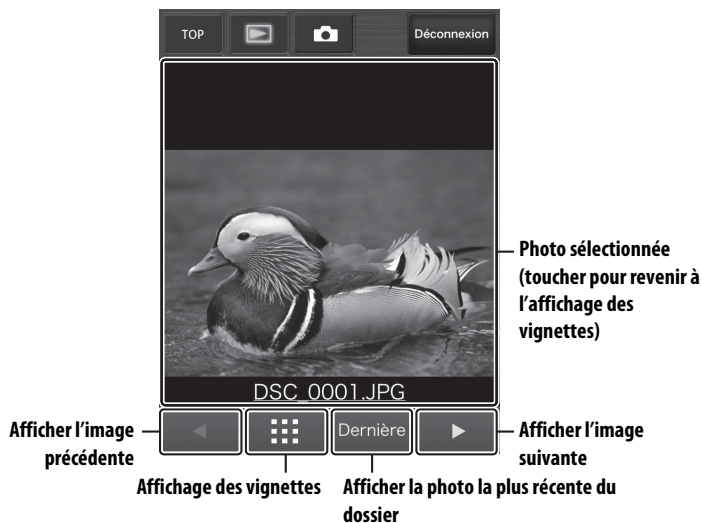 TOP
Déconnexion
Photo sélectionnée
(toucher pour revenir à
l'affichage des
vignettes)
DSC_0001.JPG
Dernière
Afficher l'image
précédente
Afficher l'image
suivante
Affichage des vignettes
Afficher la photo la plus récente du
dossier